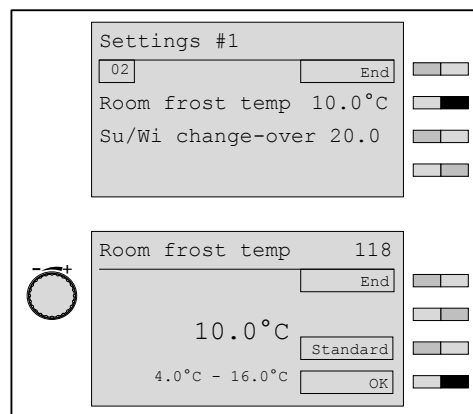 Settings #1
02 End
Room frost temp 10.0°C
Su/Wi change-over 20.0
Room frost temp 118
End
- +
10.0°C
Standard
4.0°C - 16.0°C OK